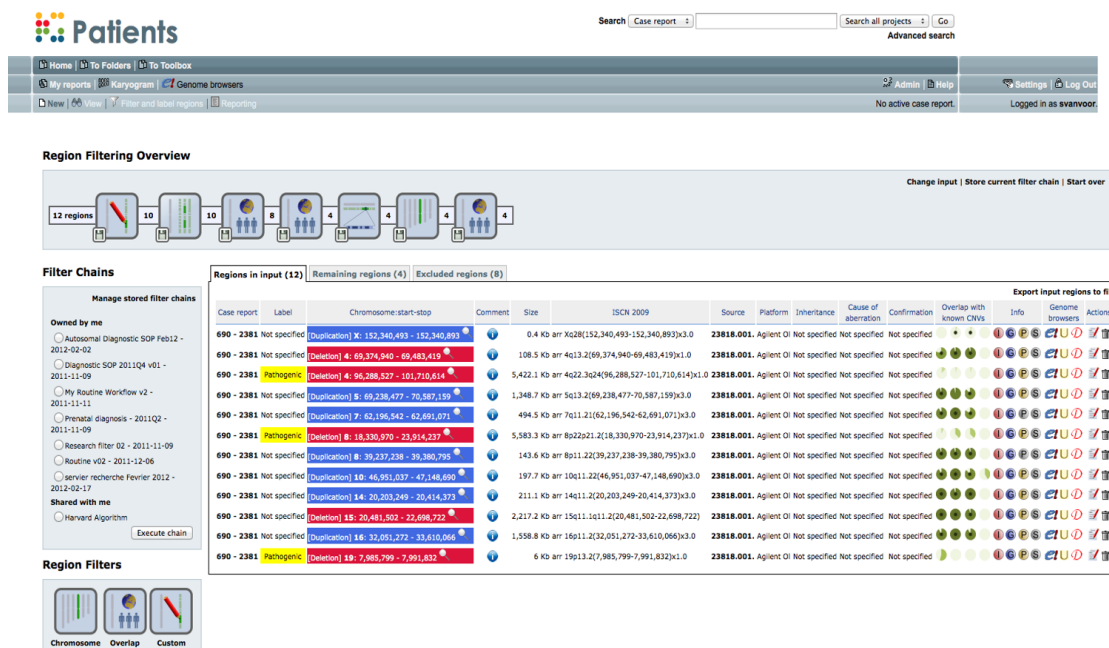 Patients
Search Case report Search all projects Go
Advanced search
Home | To Folders | To Toolbox
My reports | Karyogram | Genome browsers Admin | Help Settings | Log Out
New | View | Filter and label regions | Reporting No active case report. Logged in as svanvoor.
Region Filtering Overview
Change input | Store current filter chain | Start over
12 regions 10 10 8 4 4 4 4
Filter Chains
Manage stored filter chains
Owned by me
Autosomal Diagnostic SOP Feb12 -
2012-02-02
Diagnostic SOP 2011Q4 v01 -
2011-11-09
My Routine Workflow v2 -
2011-11-11
Prenatal diagnosis - 2011Q2 -
2011-11-09
Research filter 02 - 2011-11-09
Routine v02 - 2011-12-06
servier recherche Fevrier 2012 -
2012-02-17
Shared with me
Harvard Algorithm
Execute chain
Region Filters
Chromosome Overlap Custom
Regions in input (12) Remaining regions (4) Excluded regions (8)
Export input regions to fi
Case report Label Chromosome:start-stop Comment Size ISCN 2009 Source Platform Inheritance Cause of aberration Confirmation Overlap with known CNVs Info Genome browsers Actions
690 - 2381 Not specified [Duplication] X: 152,340,493 - 152,340,893 0.4 Kb arr Xq28(152,340,493-152,340,893)x3.0 23818.001. Agilent Ol Not specified Not specified Not specified
690 - 2381 Not specified [Deletion] 4: 69,374,940 - 69,483,419 108.5 Kb arr 4q13.2(69,374,940-69,483,419)x1.0 23818.001. Agilent Ol Not specified Not specified Not specified
690 - 2381 Pathogenic [Deletion] 4: 96,288,527 - 101,710,614 5,422.1 Kb arr 4q22.3q24(96,288,527-101,710,614)x1.0 23818.001. Agilent Ol Not specified Not specified Not specified
690 - 2381 Not specified [Duplication] 5: 69,238,477 - 70,587,159 1,348.7 Kb arr 5q13.2(69,238,477-70,587,159)x3.0 23818.001. Agilent Ol Not specified Not specified Not specified
690 - 2381 Not specified [Duplication] 7: 62,196,542 - 62,691,071 494.5 Kb arr 7q11.21(62,196,542-62,691,071)x3.0 23818.001. Agilent Ol Not specified Not specified Not specified
690 - 2381 Pathogenic [Deletion] 8: 18,330,970 - 23,914,237 5,583.3 Kb arr 8p22p21.2(18,330,970-23,914,237)x1.0 23818.001. Agilent Ol Not specified Not specified Not specified
690 - 2381 Not specified [Duplication] 8: 39,237,238 - 39,380,795 143.6 Kb arr 8p11.22(39,237,238-39,380,795)x3.0 23818.001. Agilent Ol Not specified Not specified Not specified
690 - 2381 Not specified [Duplication] 10: 46,951,037 - 47,148,690 197.7 Kb arr 10q11.22(46,951,037-47,148,690)x3.0 23818.001. Agilent Ol Not specified Not specified Not specified
690 - 2381 Not specified [Duplication] 14: 20,203,249 - 20,414,373 211.1 Kb arr 14q11.2(20,203,249-20,414,373)x3.0 23818.001. Agilent Ol Not specified Not specified Not specified
690 - 2381 Not specified [Deletion] 15: 20,481,502 - 22,698,722 2,217.2 Kb arr 15q11.1q11.2(20,481,502-22,698,722) 23818.001. Agilent Ol Not specified Not specified Not specified
690 - 2381 Not specified [Duplication] 16: 32,051,272 - 33,610,066 1,558.8 Kb arr 16p11.2(32,051,272-33,610,066)x3.0 23818.001. Agilent Ol Not specified Not specified Not specified
690 - 2381 Pathogenic [Deletion] 19: 7,985,799 - 7,991,832 6 Kb arr 19p13.2(7,985,799-7,991,832)x1.0 23818.001. Agilent Ol Not specified Not specified Not specified